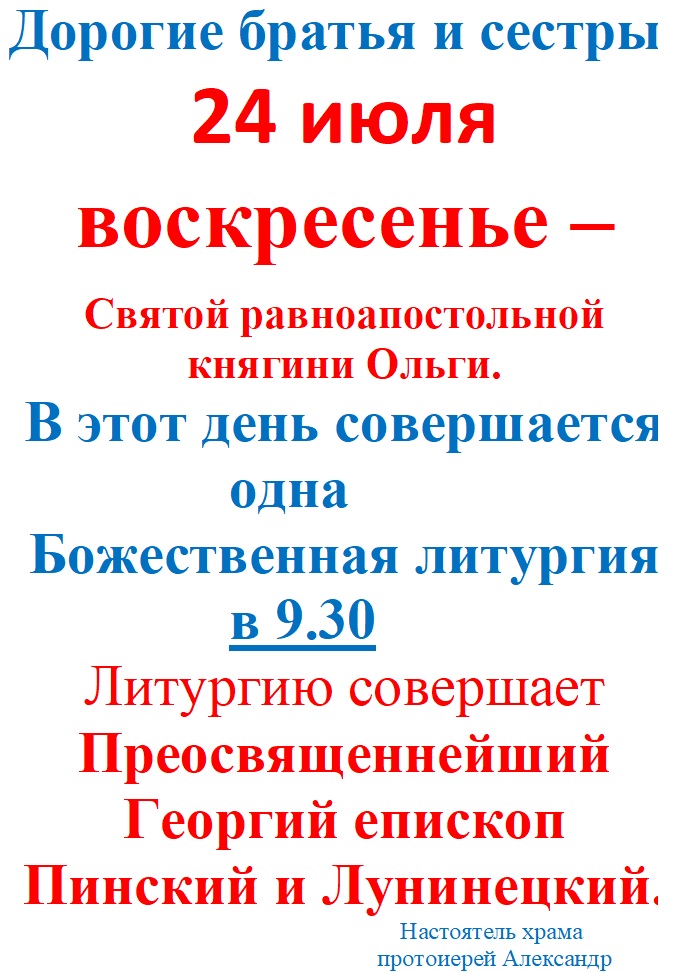 Дорогие братья и сестры
24 июля
воскресенье –
Святой равноапостольной
княгини Ольги.
В этот день совершается
одна
Божественная литургия
в 9.30
Литургию совершает
Преосвященнейший
Георгий епископ
Пинский и Лунинецкий.
Настоятель храма
протоиерей Александр